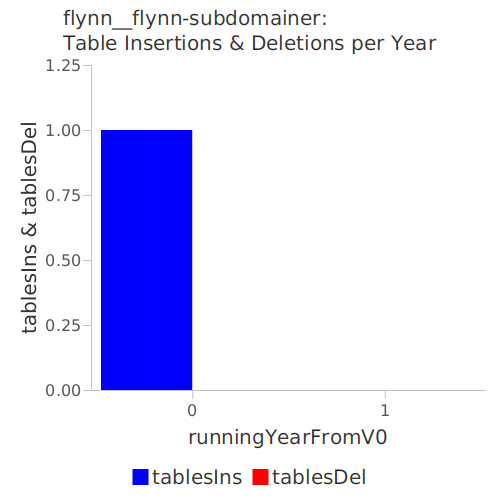 flynn__flynn-subdomainer:
Table Insertions & Deletions per Year
1.25
1.00
0.75
0.50
0.25
0.00
tablesIns & tablesDel
0 1
runningYearFromV0
tablesIns tablesDel